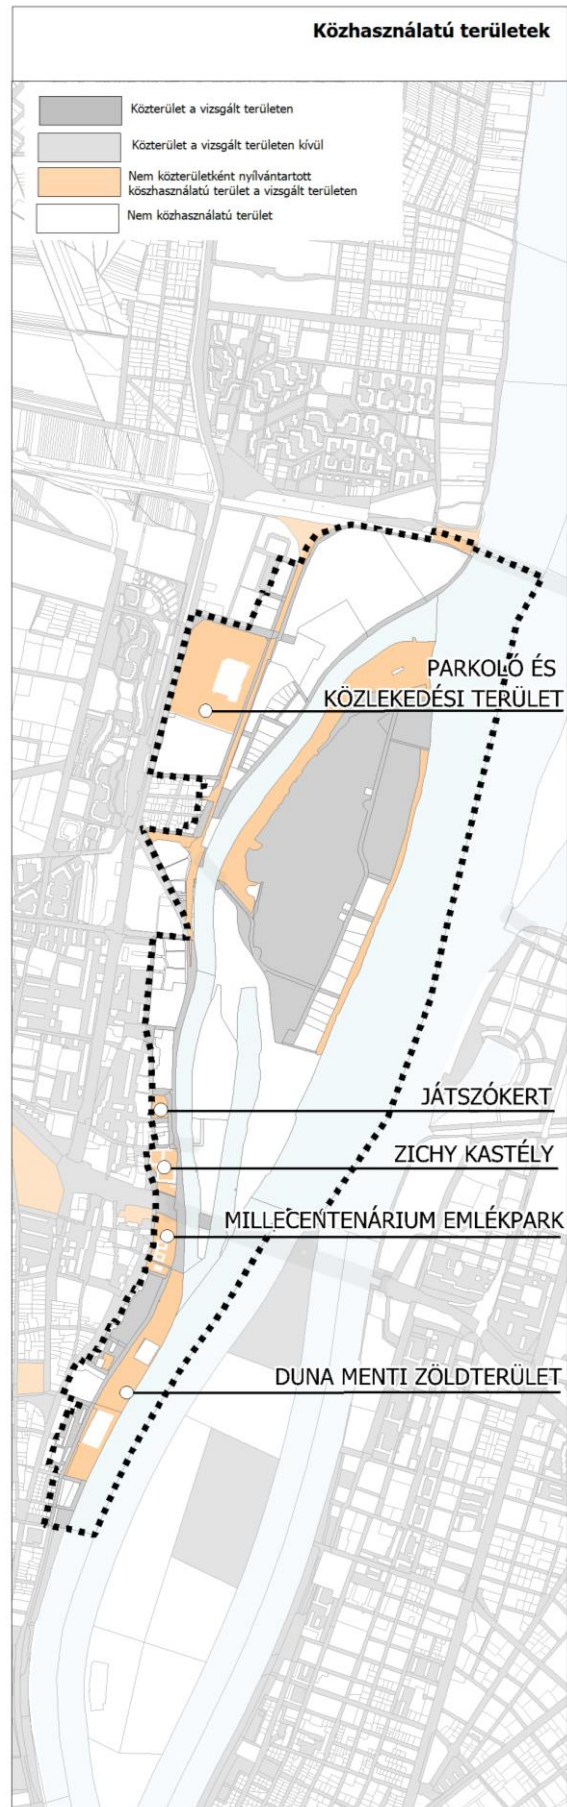 Közhasználatú területek
Közterület a vizsgált területen
Közterület a vizsgált területen kívül
Nem közterületként nyílvántartott
köszhasználatú terület a vizsgált területen
Nem közhasználatú terület
PARKOLÓ ÉS
KÖZLEKEDÉSI TERÜLET
JÁTSZÓKERT
ZICHY KASTÉLY
MILLECENTENÁRIUM EMLÉKPARK
DUNA MENTI ZÖLDTERÜLET